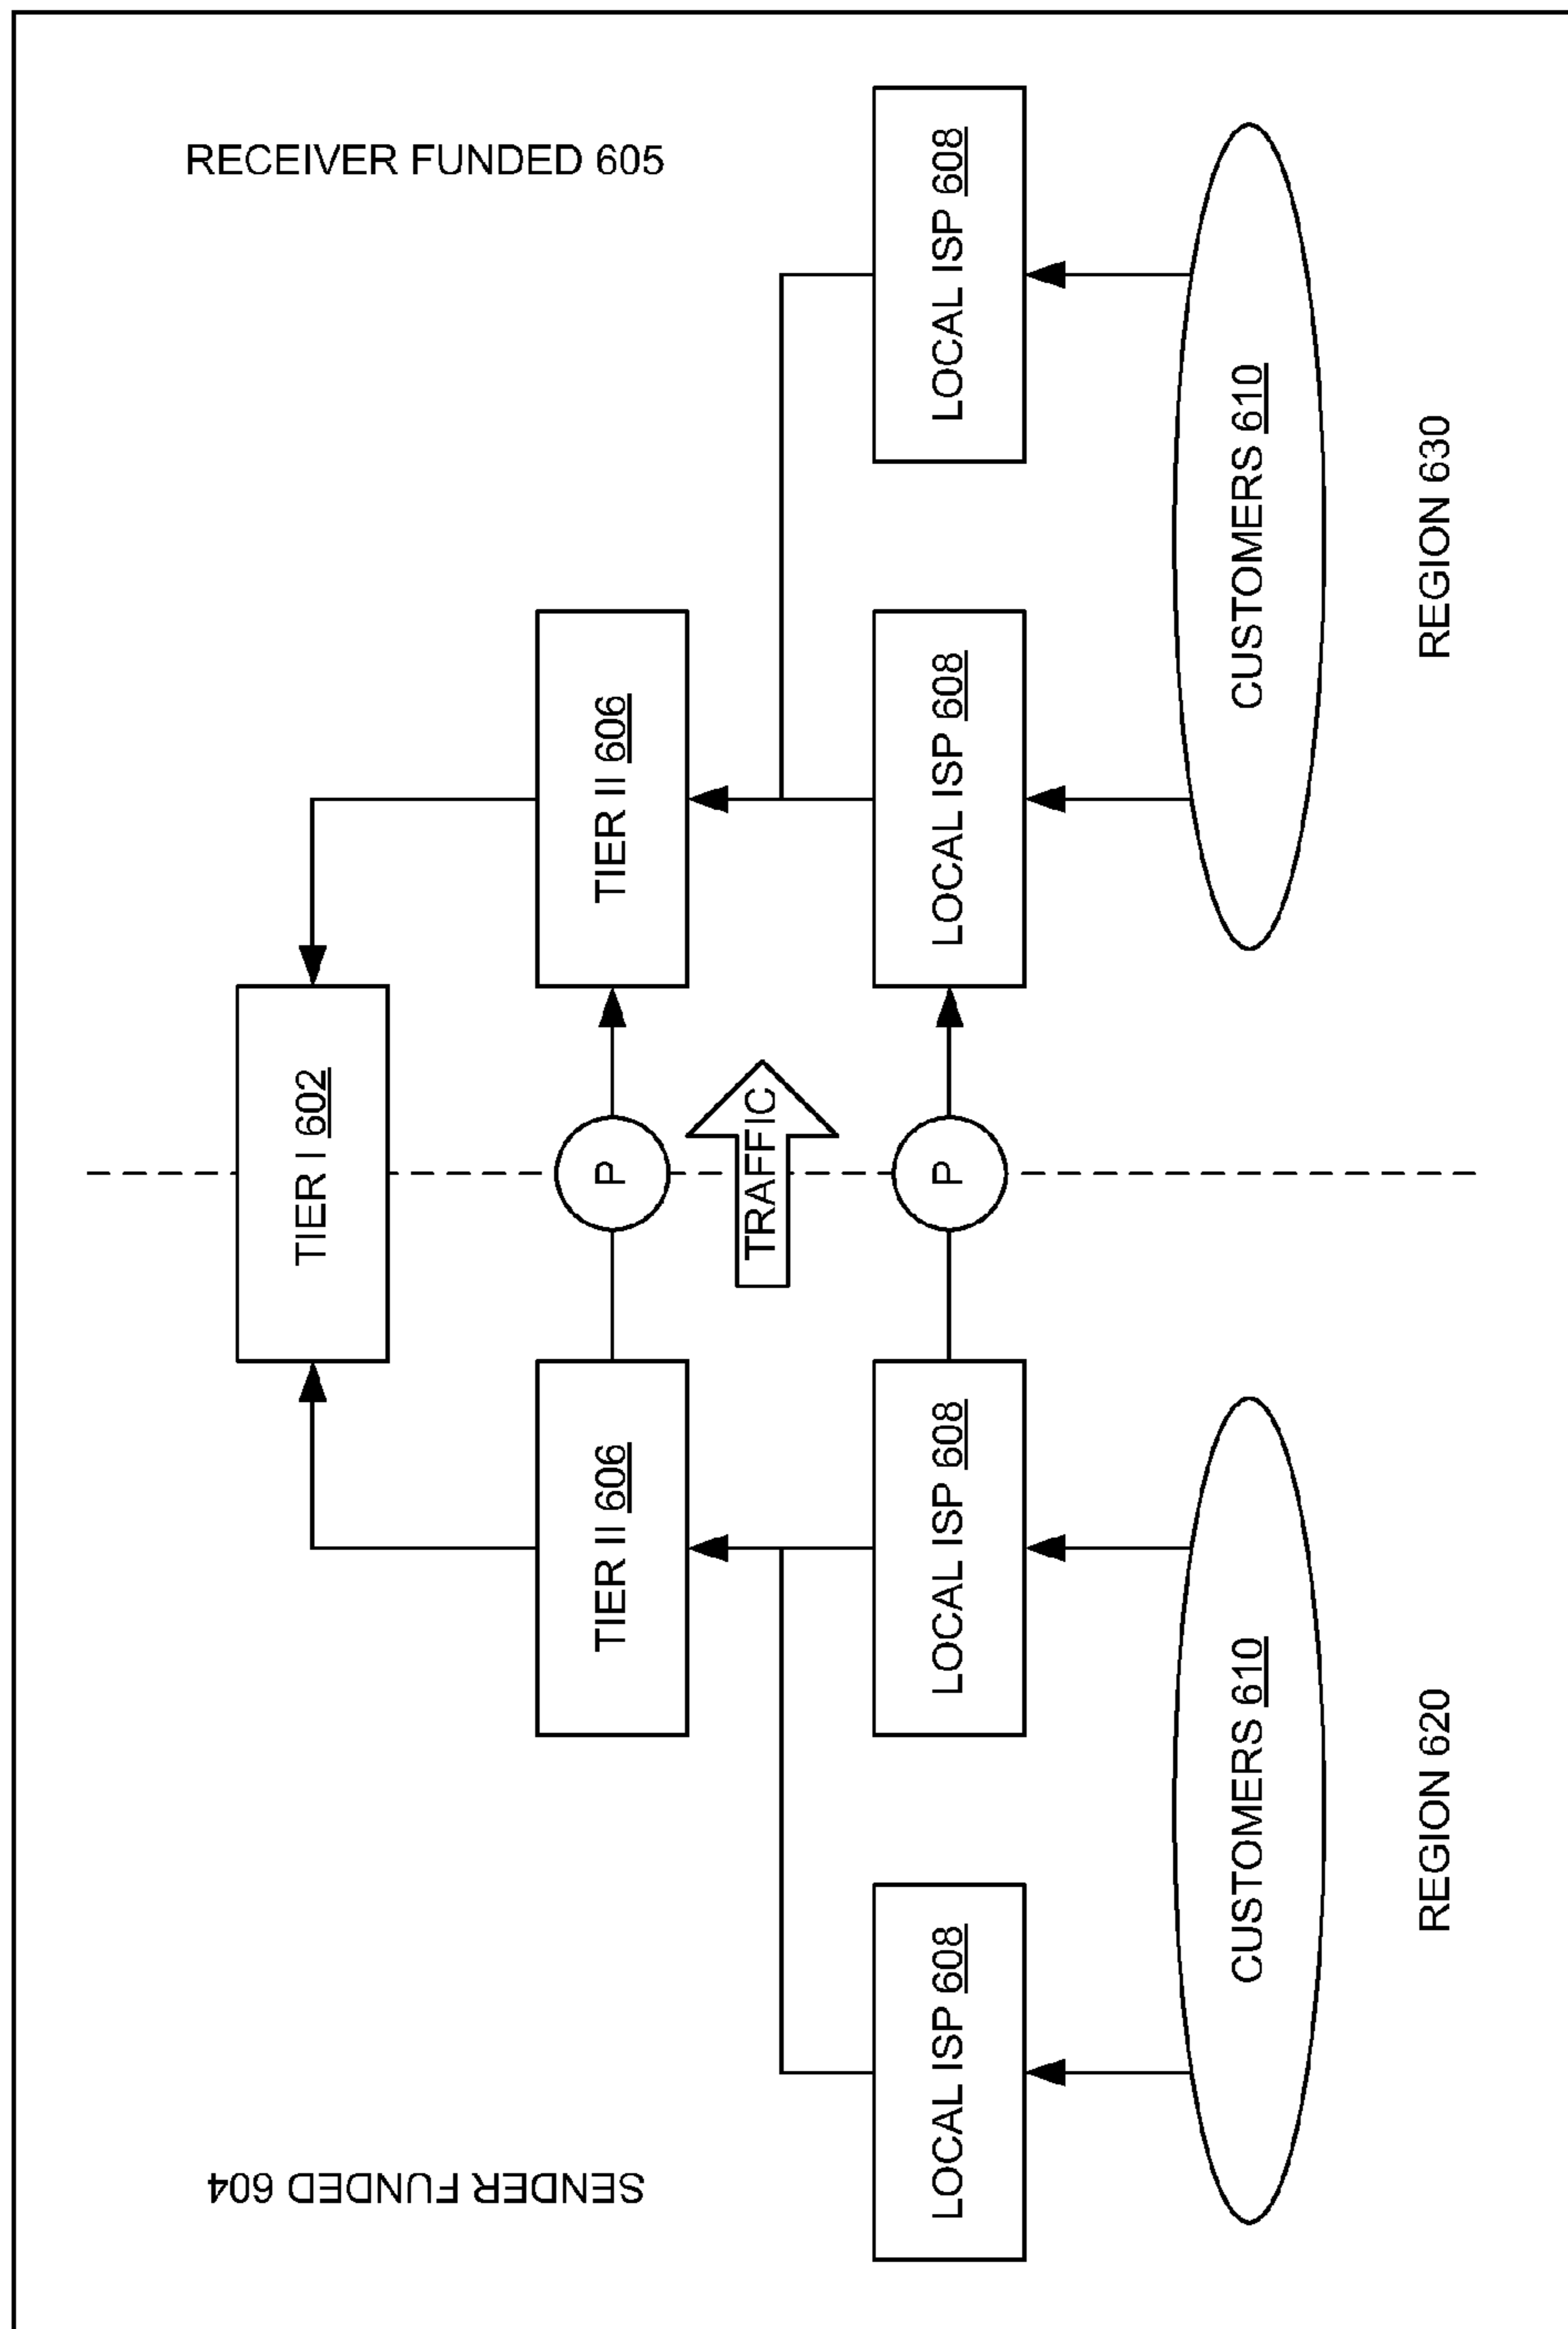 SENDER FUNDED 604
RECEIVER FUNDED 605
TIER I 602
TIER II 606
P
TIER II 606
TRAFFIC
LOCAL ISP 608
LOCAL ISP 608
P
LOCAL ISP 608
LOCAL ISP 608
CUSTOMERS 610
CUSTOMERS 610
REGION 620
REGION 630